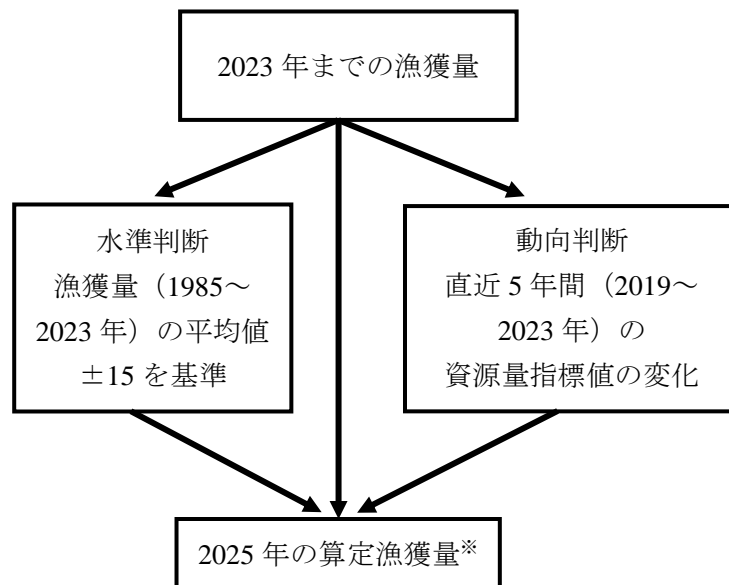 2023 年までの漁獲量
水準判断
漁獲量（1985～
2023 年）の平均値
±15 を基準
動向判断
直近 5 年間（2019～
2023 年）の
資源量指標値の変化
2025 年の算定漁獲量※